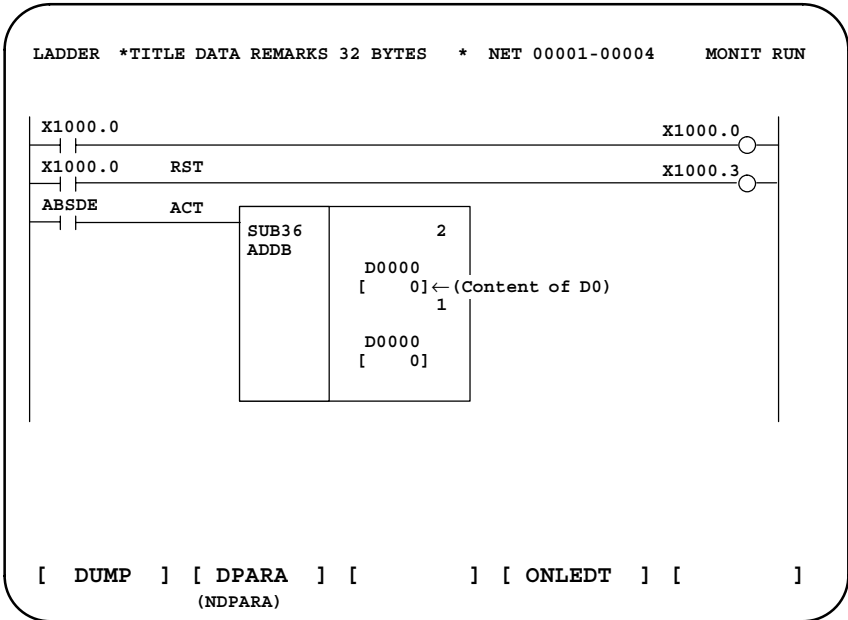 LADDER *TITLE DATA REMARKS 32 BYTES * NET 00001-00004 MONIT RUN
X1000.0 X1000.0
X1000.0 RST X1000.3
ABSDE ACT
SUB36 2
ADDB
D0000
[ 0]←(Content of D0)
1
D0000
[ 0]
[ DUMP ] [ DPARA ] [ ] [ ONLEDT ] [ ]
(NDPARA)